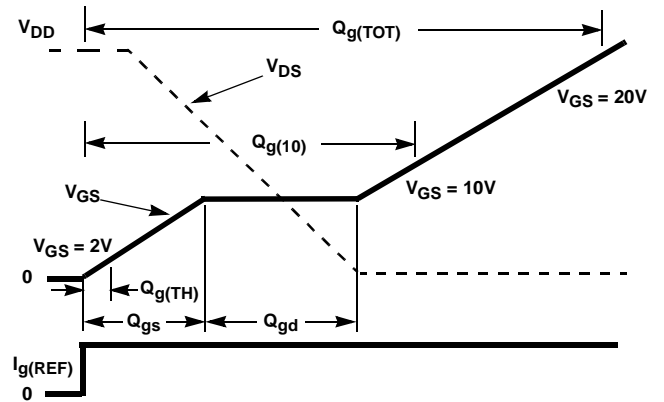 VDD
Qg(TOT)
VDS
VGS = 20V
Qg(10)
VGS
VGS = 10V
VGS = 2V
0
Qg(TH)
Qgs
Qgd
Ig(REF)
0